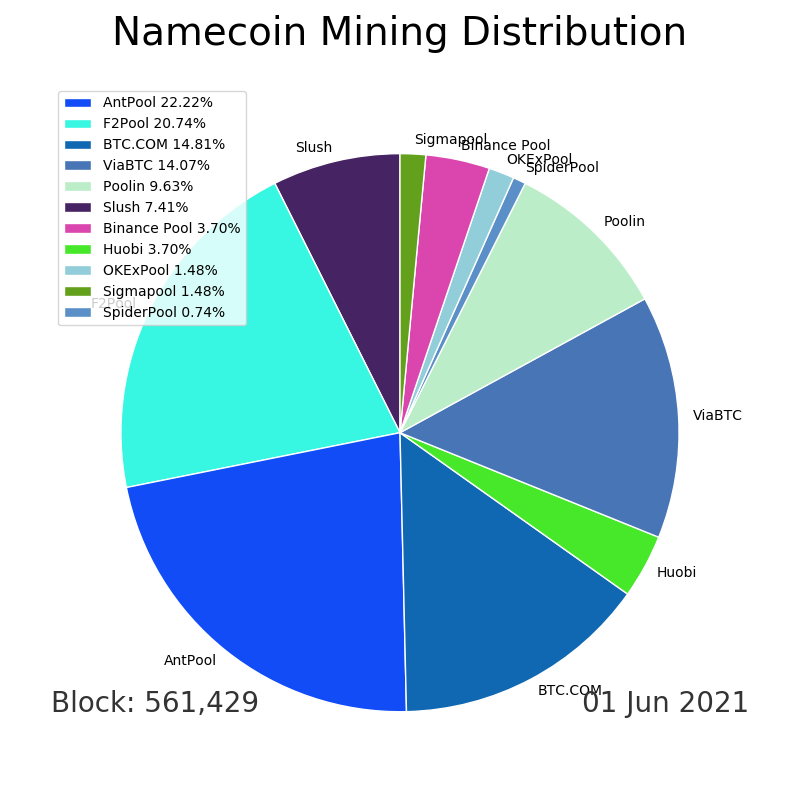 Namecoin Mining Distribution
AntPool 22.22%
F2Pool 20.74%
BTC.COM 14.81%
ViaBTC 14.07%
Poolin 9.63%
Slush 7.41%
Binance Pool 3.70%
Huobi 3.70%
OKExPool 1.48%
Sigmapool 1.48%
SpiderPool 0.74%
Slush
Sigmapool
Binance Pool
OKExPool
SpiderPool
Poolin
F2Pool
ViaBTC
Huobi
AntPool
BTC.COM
Block: 561,429
01 Jun 2021